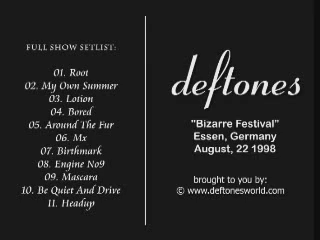 FULL SHOW SETLIST:
01. Root
02. My Own Summer
03. Lotion
04. Bored
05. Around The Fur
06. Mx
07. Birthmark
08. Engine No9
09. Mascara
10. Be Quiet And Drive
11. Headup
deftones
"Bizarre Festival"
Essen, Germany
August, 22 1998
brought to you by:
© www.deftonesworld.com